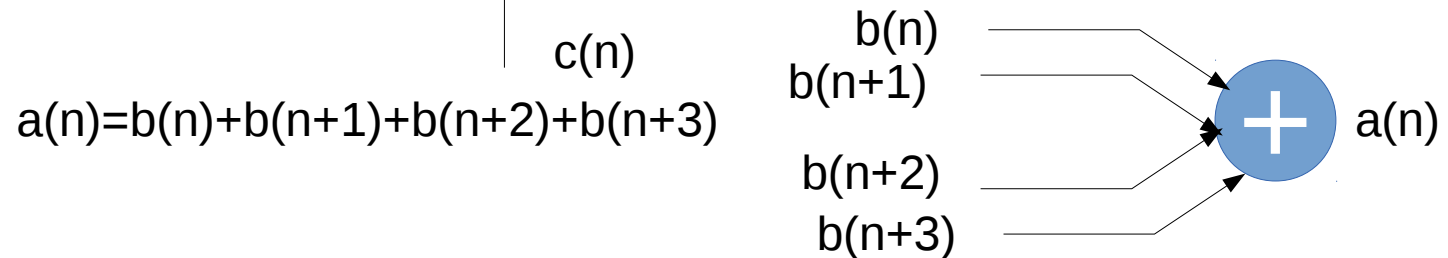 c(n)
a(n)=b(n)+b(n+1)+b(n+2)+b(n+3)
b(n)
b(n+1)
b(n+2)
b(n+3)
+
a(n)